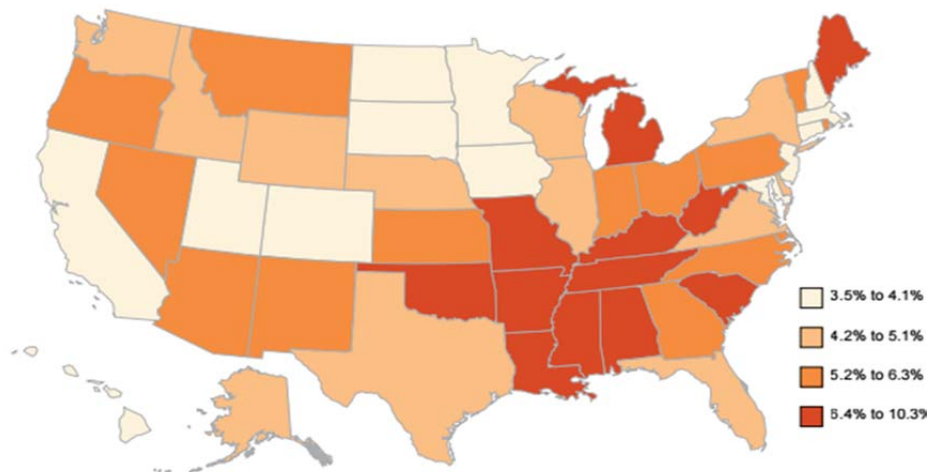 3.5% to 4.1%
4.2% to 5.1%
5.2% to 6.3%
6.4% to 10.3%